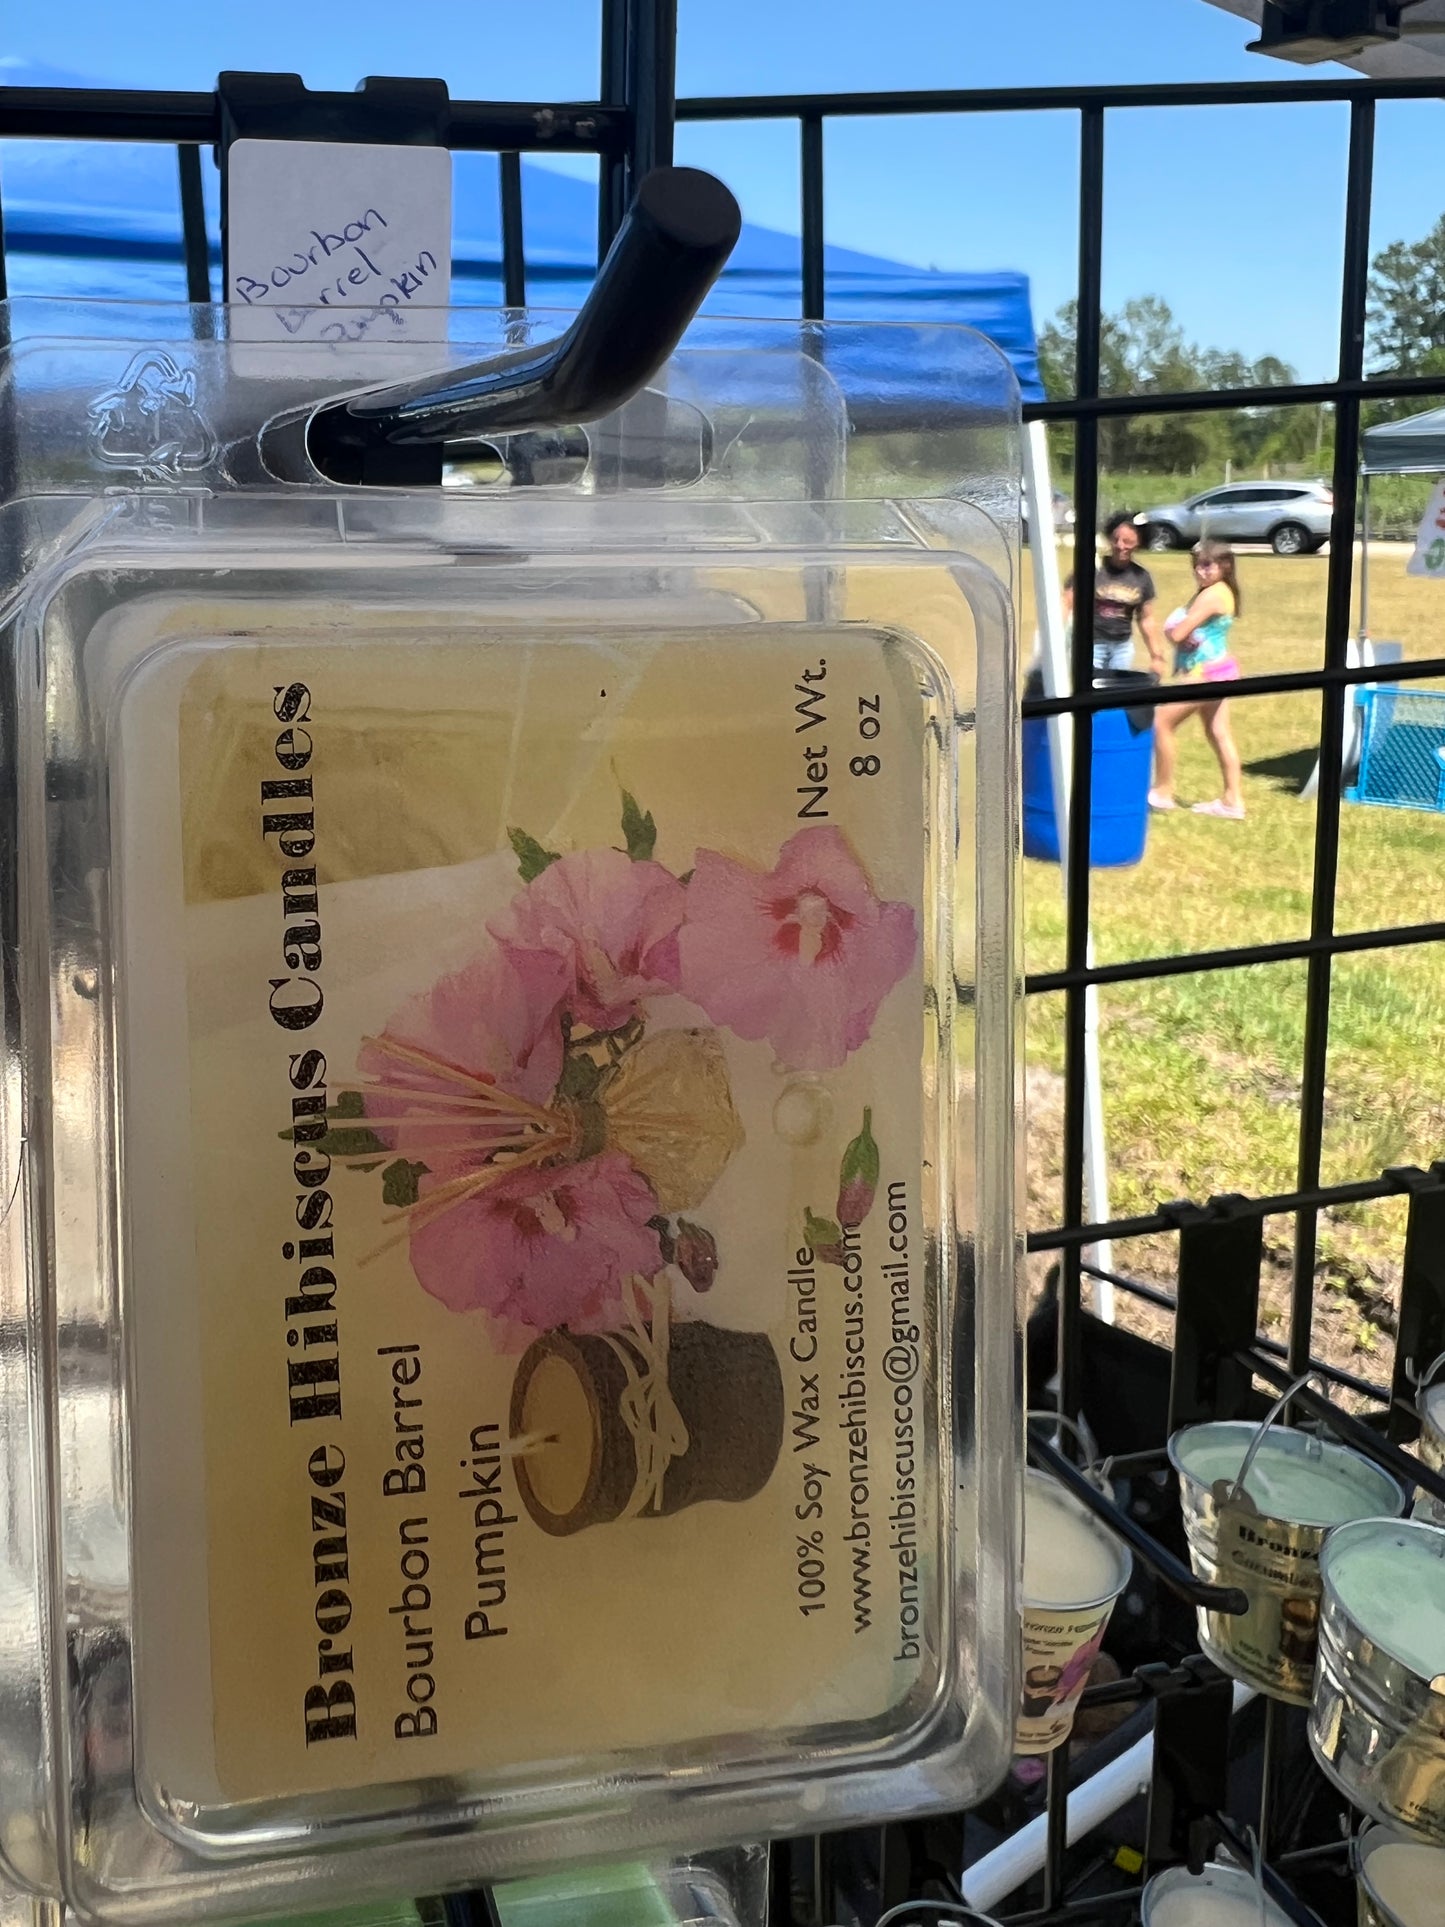 Bourbon
barrel
Pumpkin
Bronze Hibiscus Candles
Bourbon Barrel
Pumpkin
Net Wt.
8 oz
100% Soy Wax Candle
www.bronzehibiscus.com
bronzehibiscusco@gmail.com
Bronze